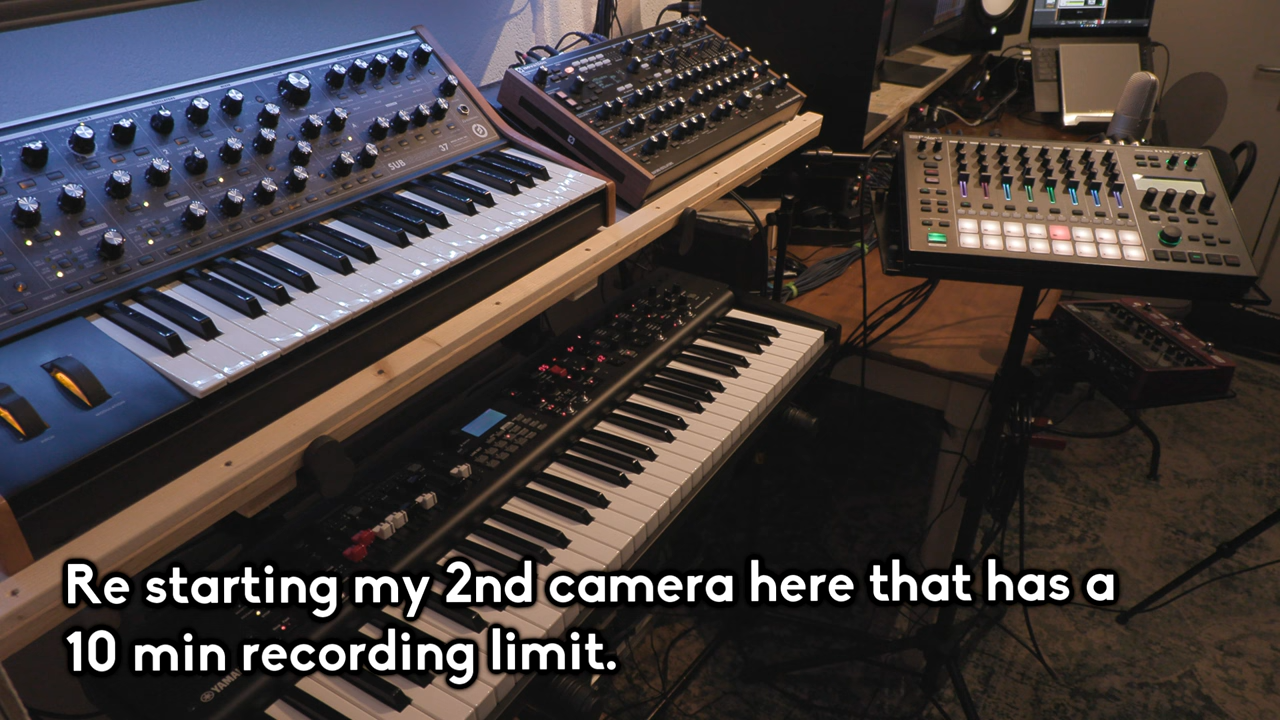 SUB 37
Re starting my 2nd camera here that has a
10 min recording limit.
YAMAHA